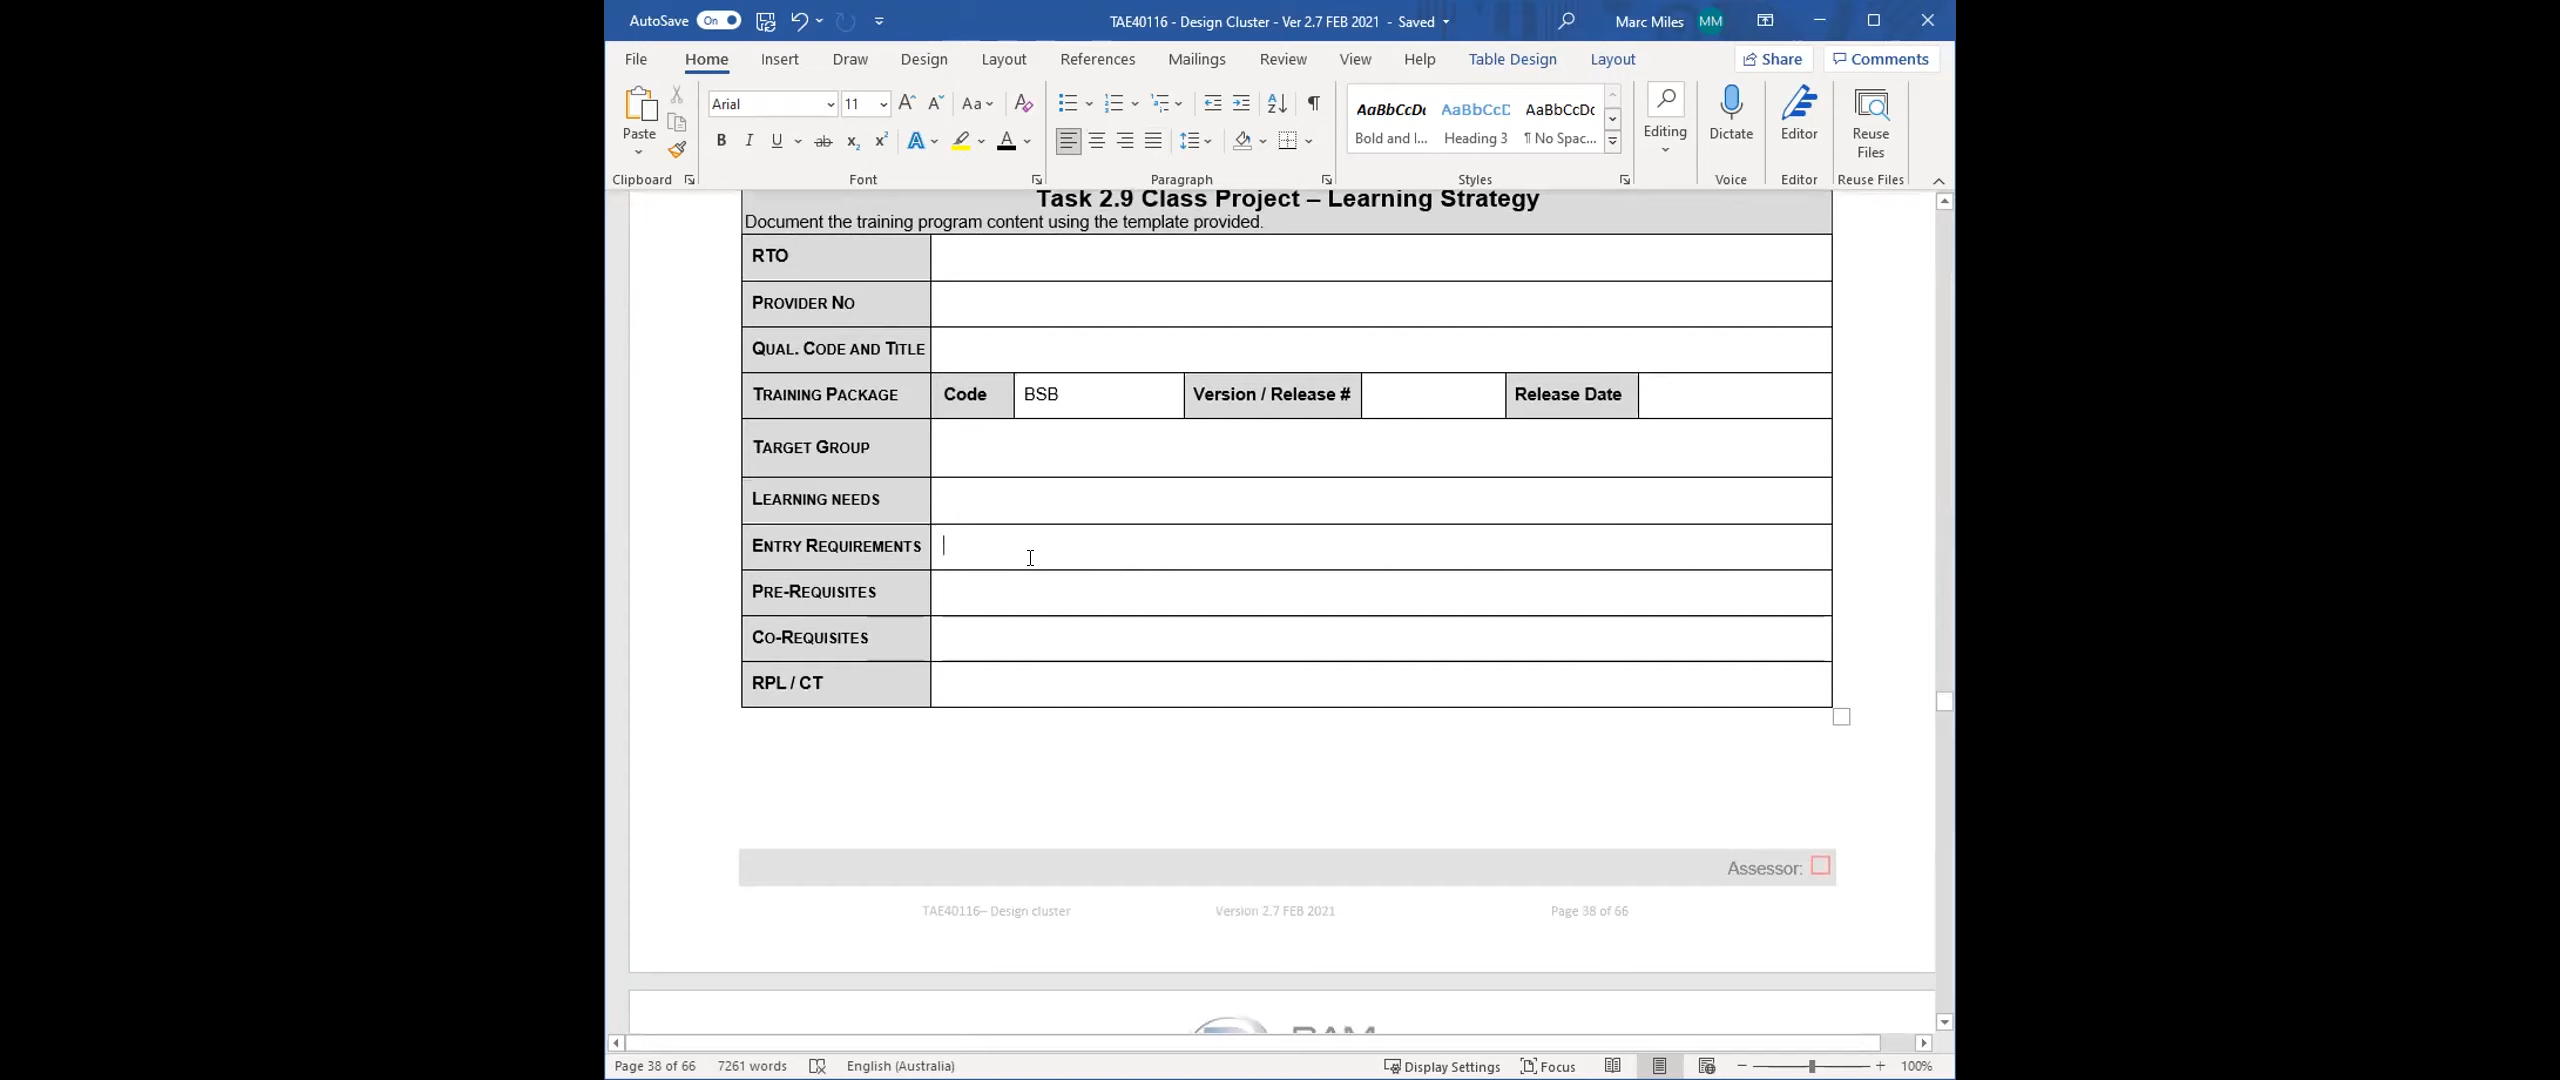 AutoSave On TAE40116 - Design Cluster - Ver 2.7 FEB 2021 - Saved Marc Miles MM
File Home Insert Draw Design Layout References Mailings Review View Help Table Design Layout Share Comments
Paste Arial 11 Aa AaBbCcDc AaBbCcD AaBbCcDc Editing Dictate Editor Reuse Files
B I U ab x₂ x² A A Bold and I... Heading 3 ¶ No Spac...
Clipboard Font Paragraph Styles Voice Editor Reuse Files
Task 2.9 Class Project – Learning Strategy
Document the training program content using the template provided.
RTO
PROVIDER NO
QUAL. CODE AND TITLE
TRAINING PACKAGE Code BSB Version / Release # Release Date
TARGET GROUP
LEARNING NEEDS
ENTRY REQUIREMENTS
PRE-REQUISITES
CO-REQUISITES
RPL / CT
Assessor:
TAE40116– Design cluster Version 2.7 FEB 2021 Page 38 of 66
Page 38 of 66 7261 words English (Australia) Display Settings Focus 100%